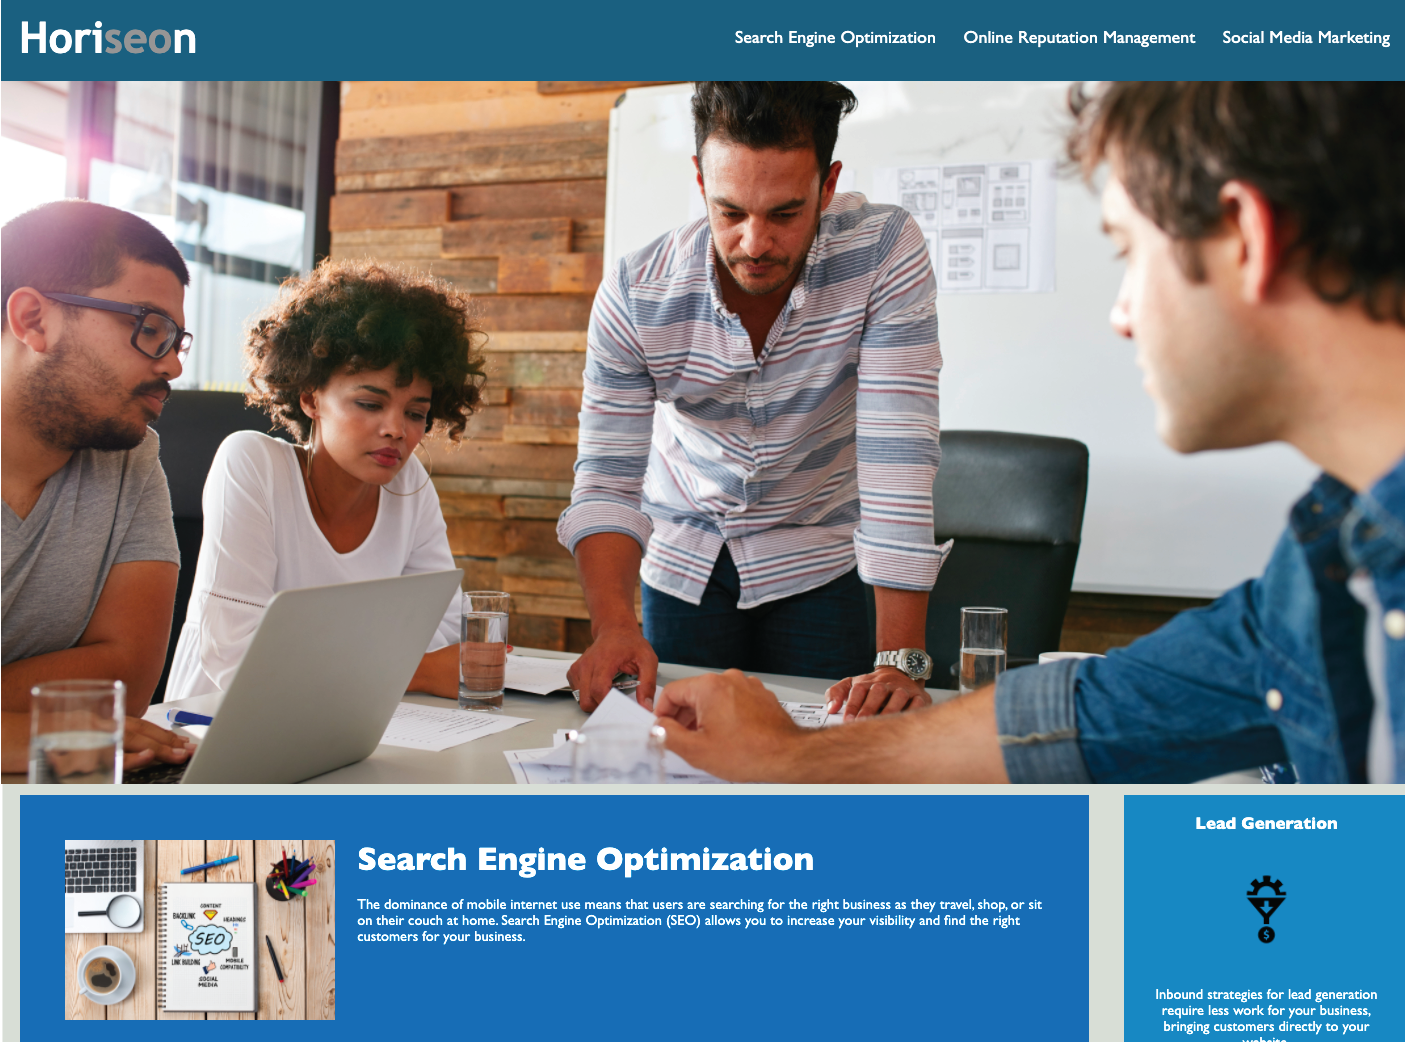 Horiseon
Search Engine Optimization
Online Reputation Management
Social Media Marketing
Search Engine Optimization
The dominance of mobile internet use means that users are searching for the right business as they travel, shop, or sit
on their couch at home. Search Engine Optimization (SEO) allows you to increase your visibility and find the right
customers for your business.
CONTENT
BACKLINK
HEADINGS
SEO
LINK BUILDING
MOBILE
COMPATIBILITY
SOCIAL
MEDIA
Lead Generation
$
Inbound strategies for lead generation
require less work for your business,
bringing customers directly to your
website.